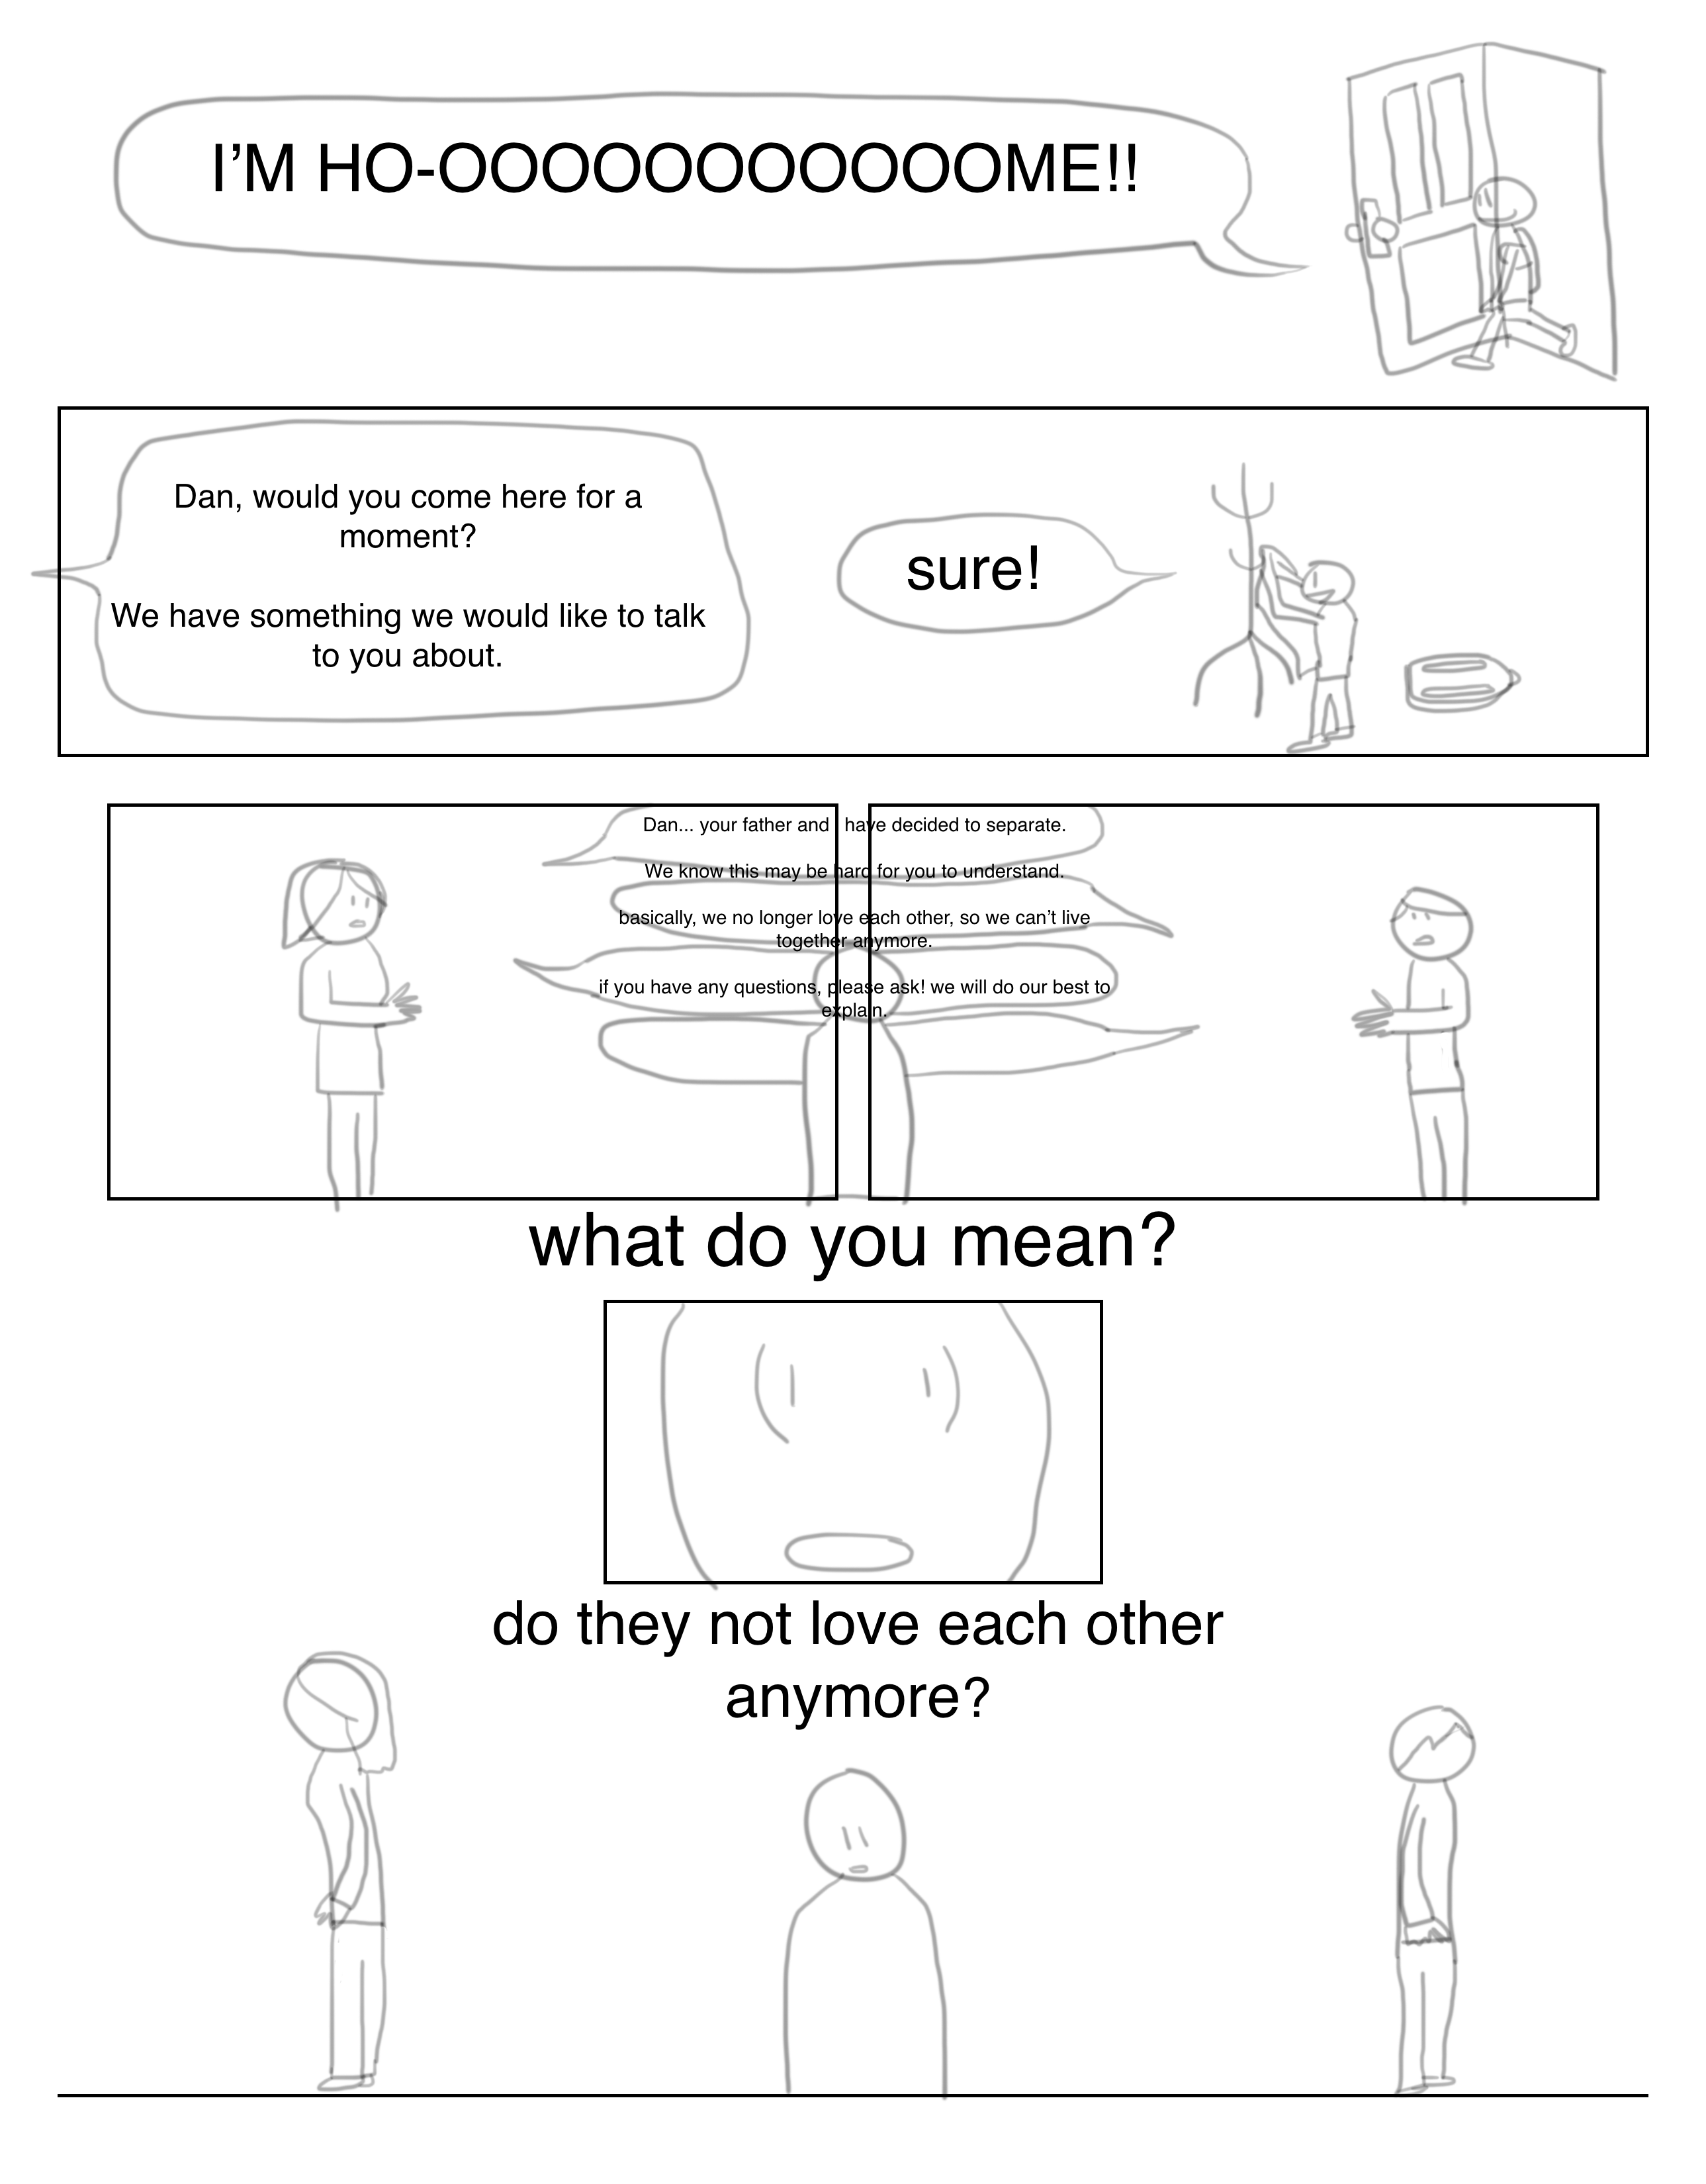 I’M HO-OOOOOOOOOOOOOME!!
Dan, would you come here for a
moment?
We have something we would like to talk
to you about.
sure!
Dan... your father and I have decided to separate.
We know this may be hard for you to understand.
basically, we no longer love each other, so we can’t live
together anymore.
if you have any questions, please ask! we will do our best to
explain.
what do you mean?
do they not love each other
anymore?